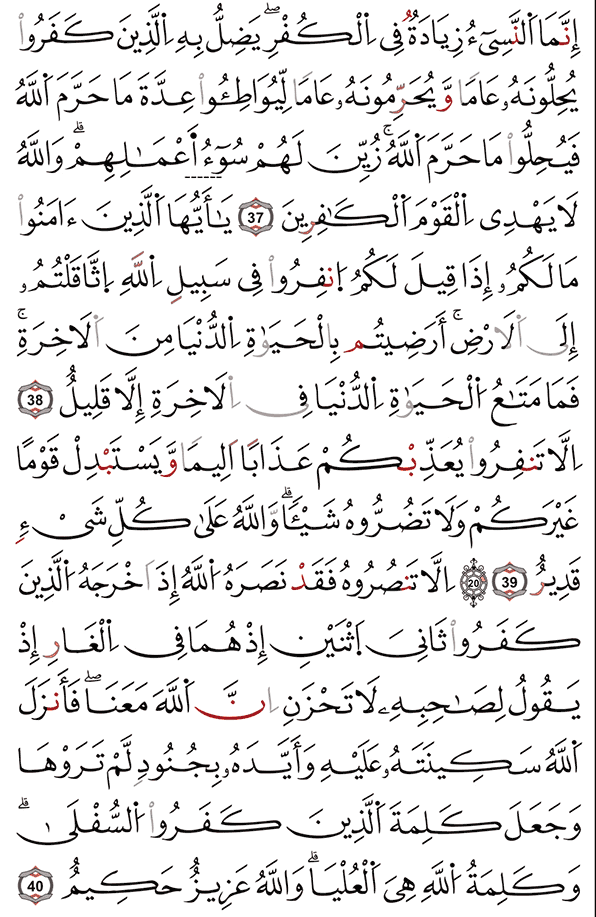 إِنَّمَا ٱلنَّسِىٓءُ زِيَادَةٌ فِى ٱلْكُفْرِ ۖ يَضِلُّ بِهِ ٱلَّذِينَ كَفَرُوا۟
يُحِلُّونَهُۥ عَامًا وَّيُحَرِّمُونَهُۥ عَامًا لِّيُوَاطِـُٔوا۟ عِدَّةَ مَا حَرَّمَ ٱللَّهُ
فَيُحِلُّوا۟ مَا حَرَّمَ ٱللَّهُ ۚ زُيِّنَ لَهُمْ سُوٓءُ أَعْمَـٰلِهِمْ ۗ وَٱللَّهُ
لَا يَهْدِى ٱلْقَوْمَ ٱلْكَـٰفِرِينَ 37 يَـٰٓأَيُّهَا ٱلَّذِينَ ءَامَنُوا۟
مَا لَكُمُۥ إِذَا قِيلَ لَكُمُ ٱنفِرُوا۟ فِى سَبِيلِ ٱللَّهِ ٱثَّاقَلْتُمُۥ
إِلَى ٱلَارْضِ ۚ أَرَضِيتُم بِالْحَيَوٰةِ ٱلدُّنْيَا مِنَ ٱلَاخِرَةِ ۚ
فَمَا مَتَـٰعُ ٱلْحَيَوٰةِ ٱلدُّنْيَا فِى ٱلَاخِرَةِ إِلَّا قَلِيلٌ 38
اِلَّا تَنفِرُوا۟ يُعَذِّبْكُمْ عَذَابًا اَلِيمًا وَّيَسْتَبْدِلْ قَوْمًا
غَيْرَكُمْ وَلَا تَضُرُّوهُ شَيْـًٔا ۗ وَّٱللَّهُ عَلَىٰ كُلِّ شَىْءٍ
قَدِيرٌ 39 20 اِلَّا تَنصُرُوهُ فَقَدْ نَصَرَهُ ٱللَّهُ إِذَ اَخْرَجَهُ ٱلَّذِينَ
كَفَرُوا۟ ثَانِىَ ٱثْنَيْنِ إِذْ هُمَا فِى ٱلْغَارِ إِذْ
يَقُولُ لِصَـٰحِبِهِۦ لَا تَحْزَنِ اِنَّ ٱللَّهَ مَعَنَا ۖ فَأَنزَلَ
ٱللَّهُ سَكِينَتَهُۥ عَلَيْهِ وَأَيَّدَهُۥ بِجُنُودٍ لَّمْ تَرَوْهَا
وَجَعَلَ كَلِمَةَ ٱلَّذِينَ كَفَرُوا۟ ٱلسُّفْلَىٰ ۗ
وَكَلِمَةُ ٱللَّهِ هِىَ ٱلْعُلْيَا ۗ وَٱللَّهُ عَزِيزٌ حَكِيمٌ 40